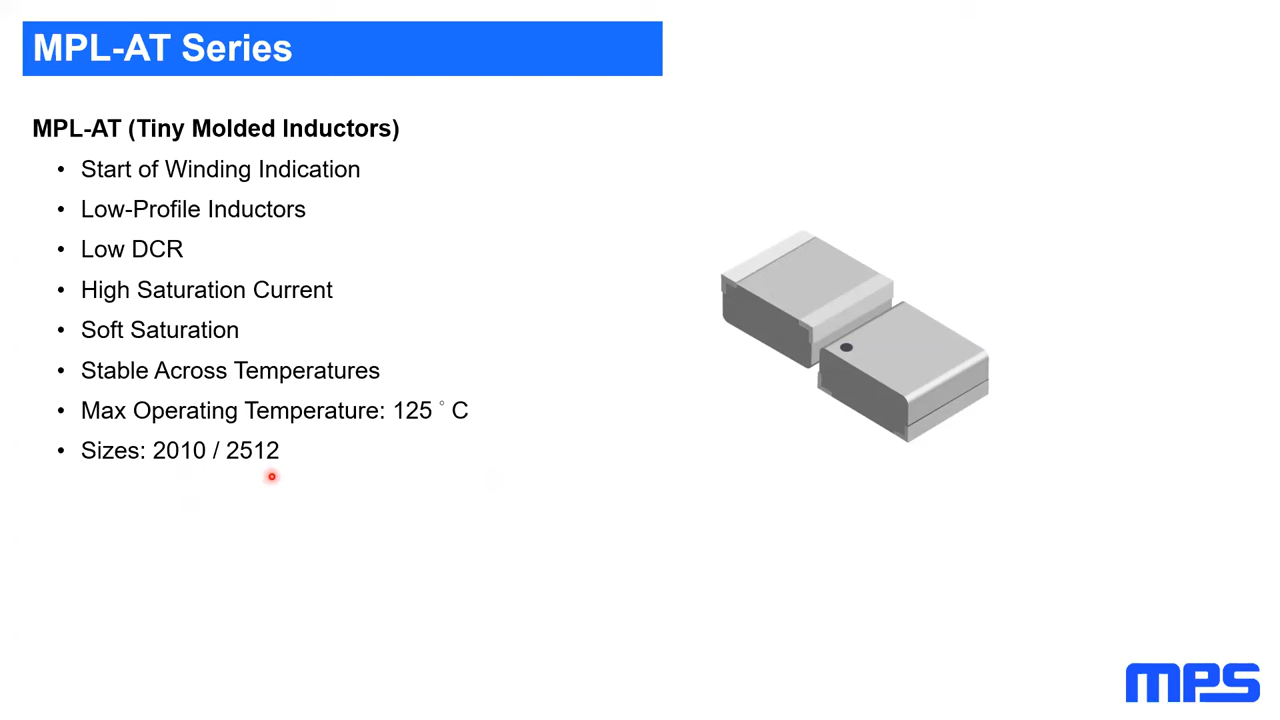 MPL-AT Series
MPL-AT (Tiny Molded Inductors)
• Start of Winding Indication
• Low-Profile Inductors
• Low DCR
• High Saturation Current
• Soft Saturation
• Stable Across Temperatures
• Max Operating Temperature: 125 ° C
• Sizes: 2010 / 2512
MPS